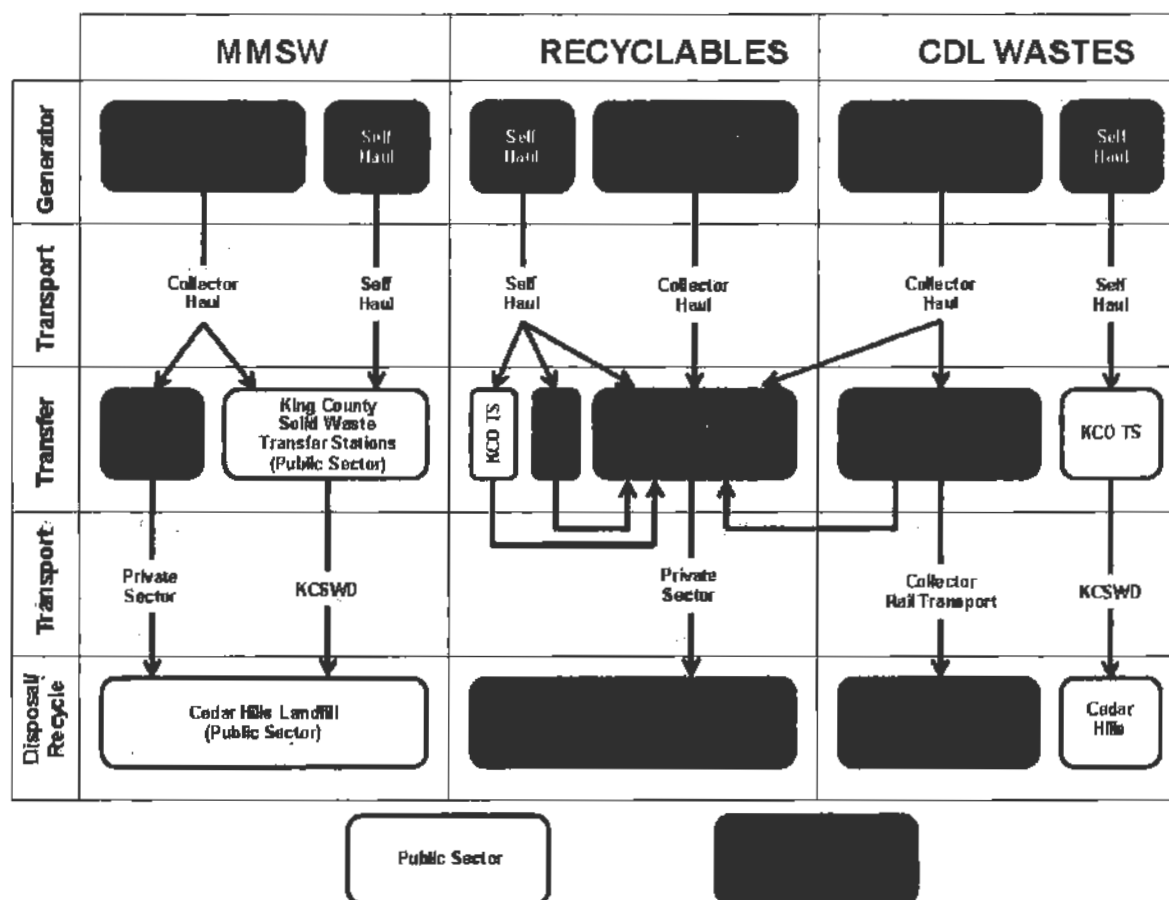 MMSW
RECYCLABLES
CDL WASTES
Generator
Self
Haul
Self
Haul
Self
Haul
Transport
Collector
Haul
Self
Haul
Self
Haul
Collector
Haul
Collector
Haul
Self
Haul
Transfer
King County
Solid Waste
Transfer Stations
(Public Sector)
KCO TS
KCO TS
Transport
Private
Sector
KCSWD
Private
Sector
Collector
Rail Transport
KCSWD
Disposal/
Recycle
Cedar Hills Landfill
(Public Sector)
Cedar
Hills
Public Sector